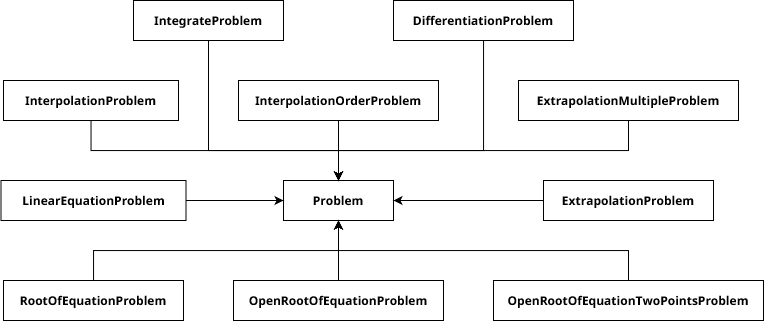 IntegrateProblem
DifferentiationProblem
InterpolationProblem
InterpolationOrderProblem
ExtrapolationMultipleProblem
LinearEquationProblem
Problem
ExtrapolationProblem
RootOfEquationProblem
OpenRootOfEquationProblem
OpenRootOfEquationTwoPointsProblem